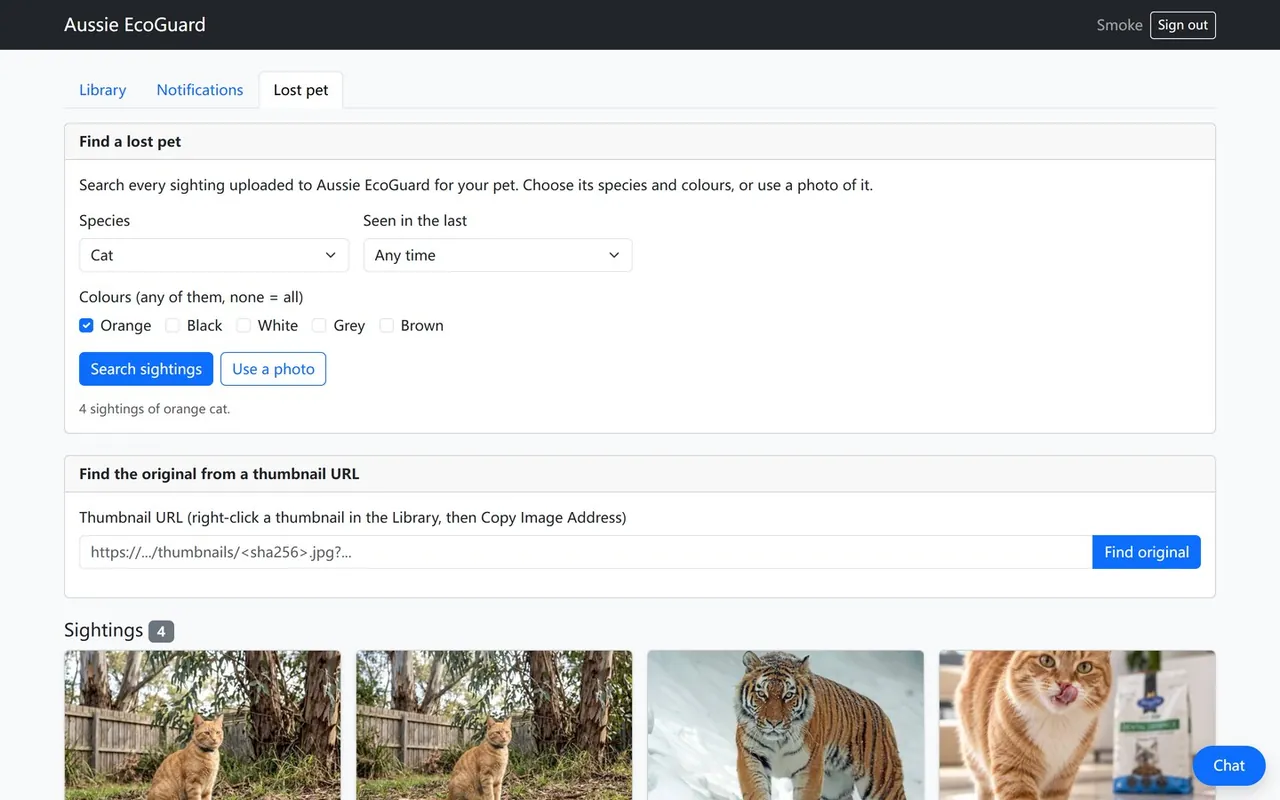 Aussie EcoGuard
Smoke Sign out
Library Notifications Lost pet
Find a lost pet
Search every sighting uploaded to Aussie EcoGuard for your pet. Choose its species and colours, or use a photo of it.
Species Seen in the last
Cat Any time
Colours (any of them, none = all)
Orange Black White Grey Brown
Search sightings Use a photo
4 sightings of orange cat.
Find the original from a thumbnail URL
Thumbnail URL (right-click a thumbnail in the Library, then Copy Image Address)
https://.../thumbnails/<sha256>.jpg?... Find original
Sightings 4
Chat